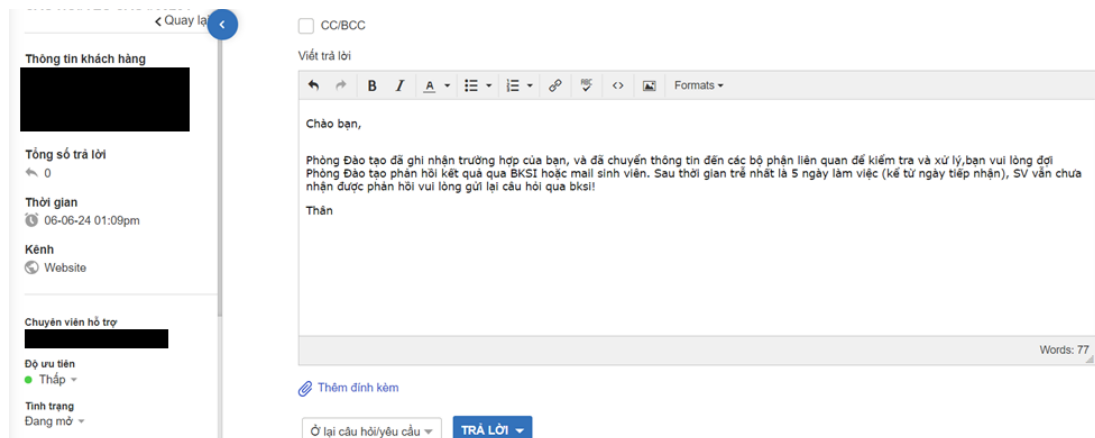 Quay lại
Thông tin khách hàng
Tổng số trả lời
0
Thời gian
06-06-24 01:09pm
Kênh
Website
Chuyên viên hỗ trợ
Độ ưu tiên
Thấp
Tình trạng
Đang mở
CC/BCC
Viết trả lời
B I A ABC <> Formats
Chào bạn,
Phòng Đào tạo đã ghi nhận trường hợp của bạn, và đã chuyển thông tin đến các bộ phận liên quan để kiểm tra và xử lý,bạn vui lòng đợi
Phòng Đào tạo phản hồi kết quả qua BKSI hoặc mail sinh viên. Sau thời gian trễ nhất là 5 ngày làm việc (kể từ ngày tiếp nhận), SV vẫn chưa
nhận được phản hồi vui lòng gửi lại câu hỏi qua bksi!
Thân
Words: 77
Thêm đính kèm
Ở lại câu hỏi/yêu cầu
TRẢ LỜI